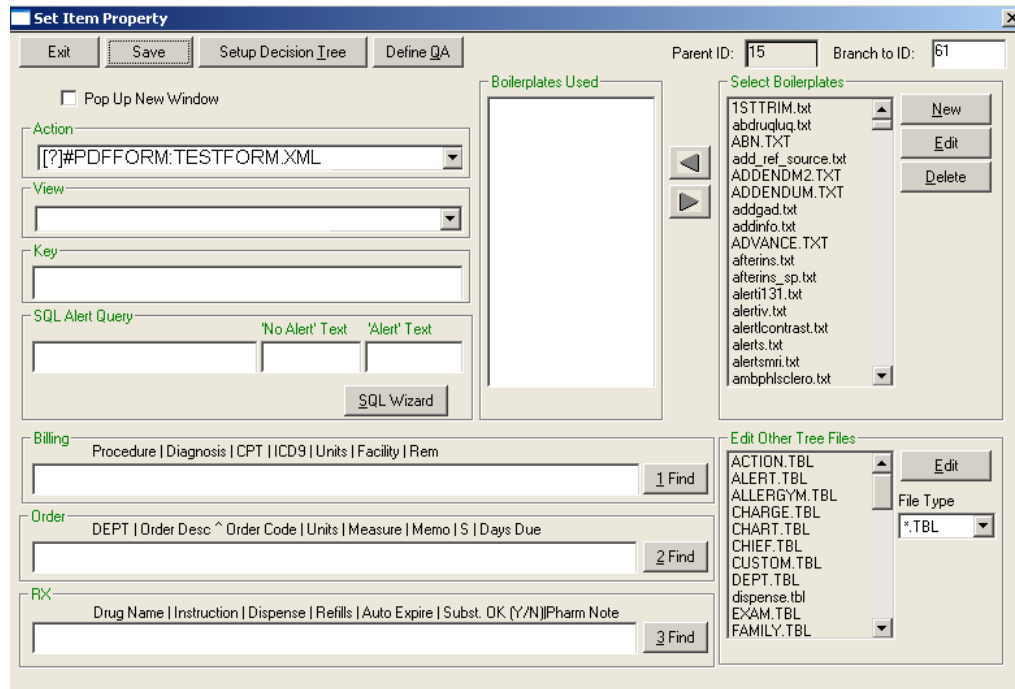 Set Item Property
Exit
Save
Setup Decision Tree
Define QA
Parent ID: 15
Branch to ID: 61
Pop Up New Window
Action
[?]#PDFFORM:TESTFORM.XML
View
Key
SQL Alert Query
'No Alert' Text
'Alert' Text
SQL Wizard
Boilerplates Used
Select Boilerplates
1STTRIM.txt
abdruqluq.txt
ABN.TXT
add_ref_source.txt
ADDENDM2.TXT
ADDENDUM.TXT
addgad.txt
addinfo.txt
ADVANCE.TXT
afterins.txt
afterins_sp.txt
alerti131.txt
alertiv.txt
alertlcontrast.txt
alerts.txt
alertsmri.txt
ambphlsclero.txt
New
Edit
Delete
Billing
Procedure | Diagnosis | CPT | ICD9 | Units | Facility | Rem
1 Find
Order
DEPT | Order Desc ^ Order Code | Units | Measure | Memo | S | Days Due
2 Find
RX
Drug Name | Instruction | Dispense | Refills | Auto Expire | Subst. OK (Y/N)|Pharm Note
3 Find
Edit Other Tree Files
ACTION.TBL
ALERT.TBL
ALLERGYM.TBL
CHARGE.TBL
CHART.TBL
CHIEF.TBL
CUSTOM.TBL
DEPT.TBL
dispense.tbl
EXAM.TBL
FAMILY.TBL
Edit
File Type
*.TBL